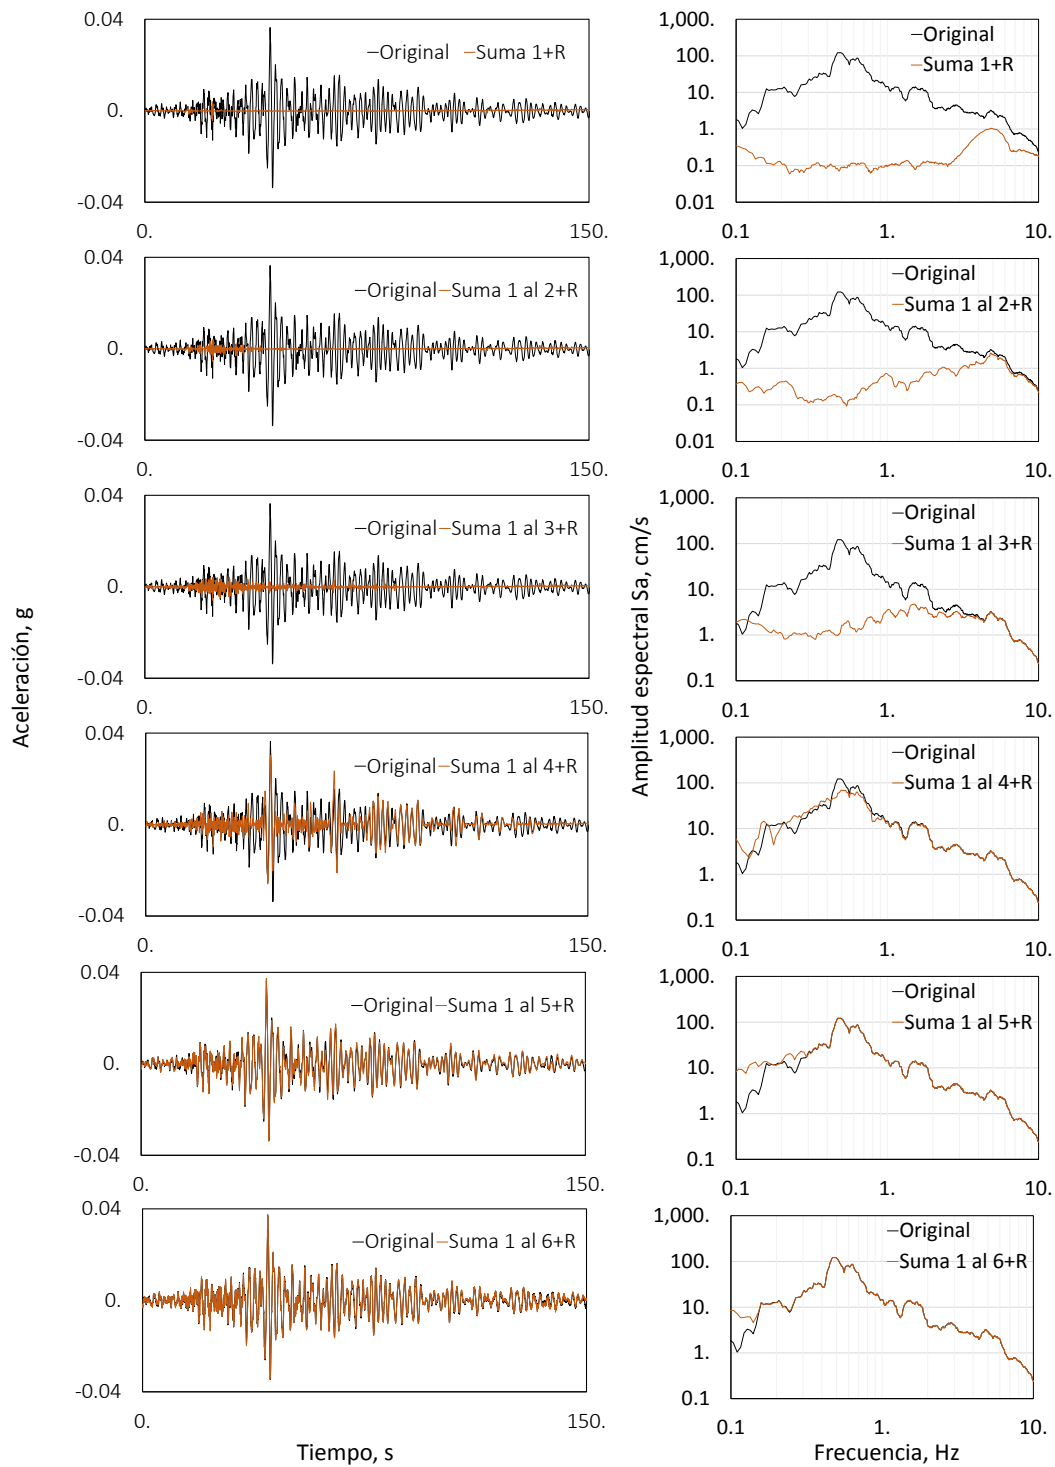 0.04
Original Suma 1+R
0.
-0.04
0. 150.
1,000.
Original
100.
Suma 1+R
10.
1.
0.1
0.01
0.1 1. 10.
0.04
Original Suma 1 al 2+R
0.
-0.04
0. 150.
1,000.
Original
100.
Suma 1 al 2+R
10.
1.
0.1
0.01
0.1 1. 10.
0.04
Original Suma 1 al 3+R
0.
-0.04
0. 150.
1,000.
Original
100.
Suma 1 al 3+R
10.
1.
0.1
0.1 1. 10.
0.04
Original Suma 1 al 4+R
0.
-0.04
0. 150.
1,000.
Original
100.
Suma 1 al 4+R
10.
1.
0.1
0.1 1. 10.
0.04
Original Suma 1 al 5+R
0.
-0.04
0. 150.
1,000.
Original
100.
Suma 1 al 5+R
10.
1.
0.1
0.1 1. 10.
0.04
Original Suma 1 al 6+R
0.
-0.04
0. 150.
1,000.
Original
100.
Suma 1 al 6+R
10.
1.
0.1
0.1 1. 10.
Aceleración, g
Amplitud espectral Sa, cm/s
Tiempo, s
Frecuencia, Hz